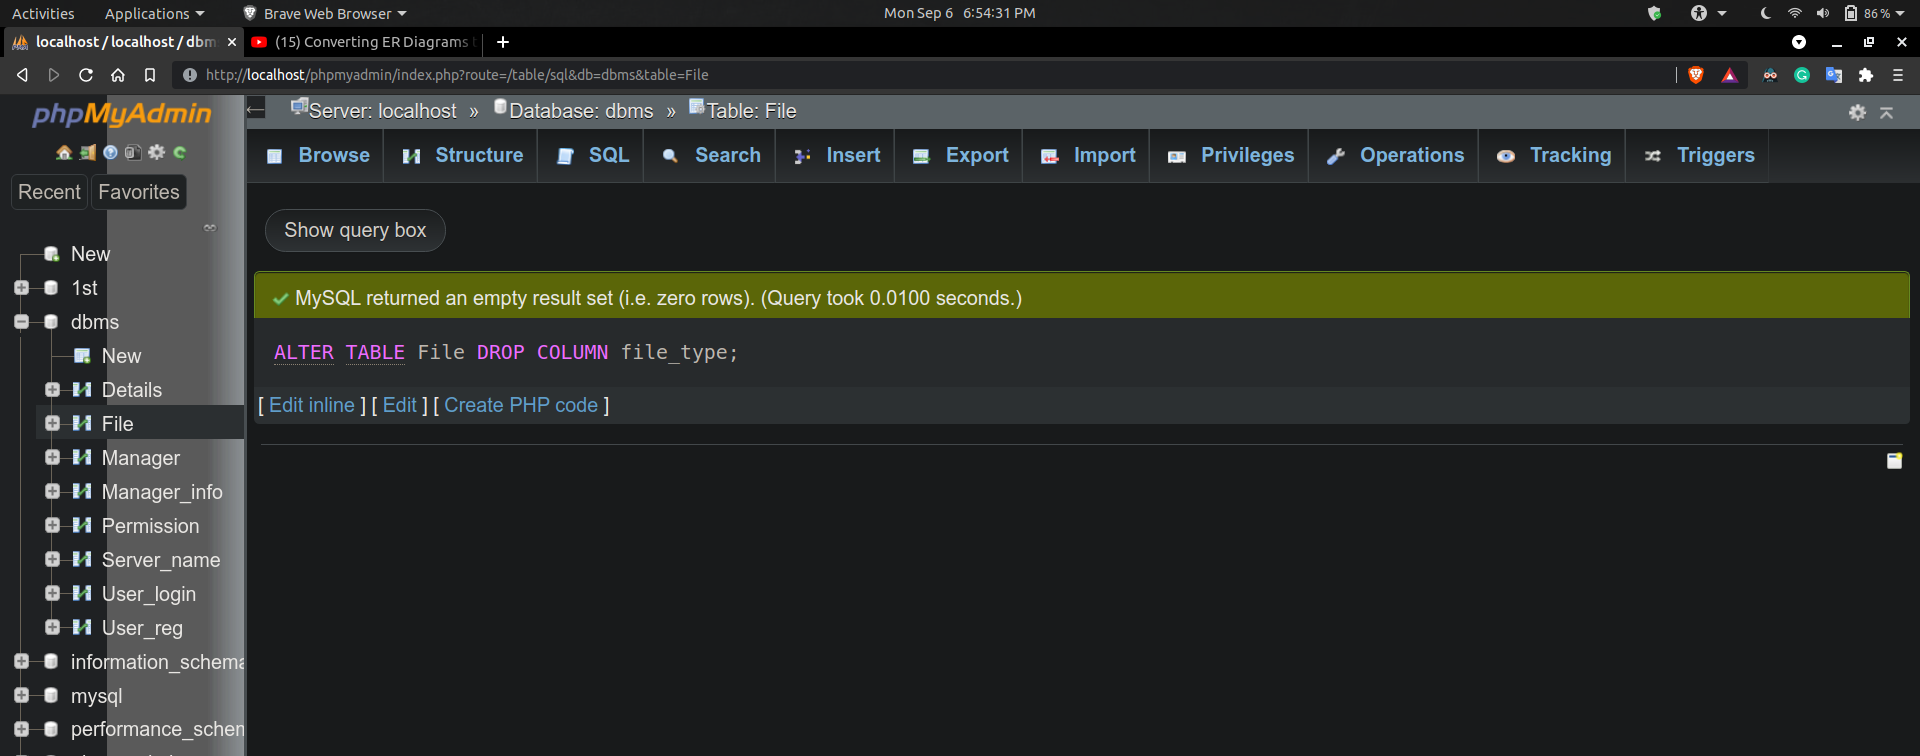 Activities Applications Brave Web Browser Mon Sep 6 6:54:31 PM 86%
localhost / localhost / dbm (15) Converting ER Diagrams
http://localhost/phpmyadmin/index.php?route=/table/sql&db=dbms&table=File
phpMyAdmin
Recent Favorites
New
1st
dbms
New
Details
File
Manager
Manager_info
Permission
Server_name
User_login
User_reg
information_schema
mysql
performance_schem
Server: localhost » Database: dbms » Table: File
Browse Structure SQL Search Insert Export Import Privileges Operations Tracking Triggers
Show query box
MySQL returned an empty result set (i.e. zero rows). (Query took 0.0100 seconds.)
ALTER TABLE File DROP COLUMN file_type;
[ Edit inline ] [ Edit ] [ Create PHP code ]